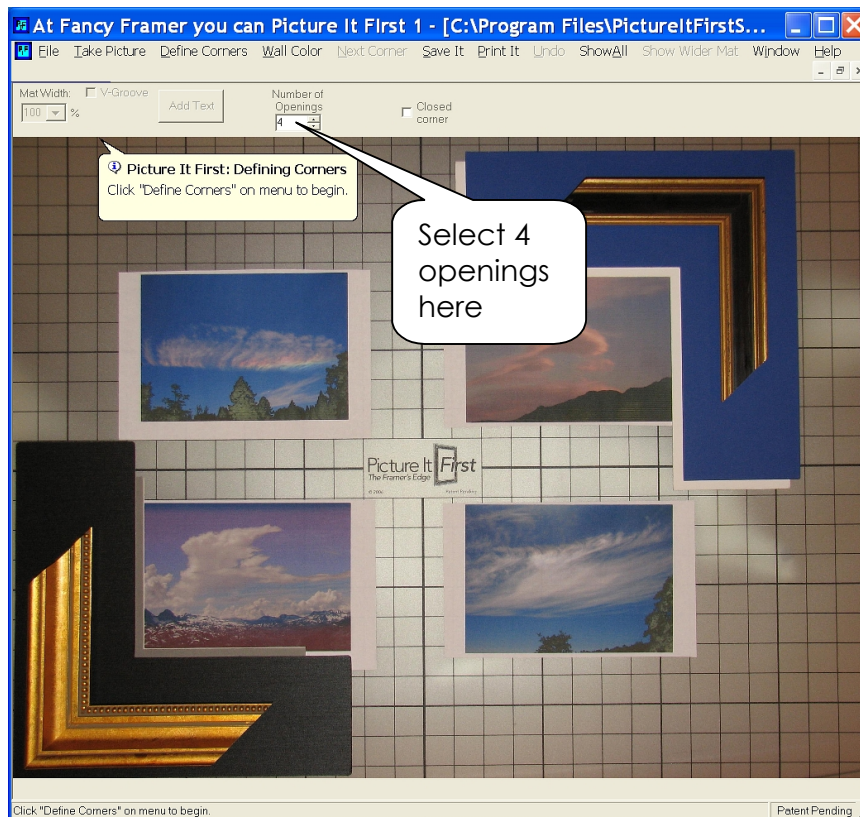 At Fancy Framer you can Picture It FIrst 1 - [C:\Program Files\PictureItFirstS...
File Take Picture Define Corners Wall Color Next Corner Save It Print It Undo ShowAll Show Wider Mat Window Help
Mat Width:
V-Groove
100 %
Add Text
Number of
Openings
4
Closed
corner
Picture It First: Defining Corners
Click "Define Corners" on menu to begin.
Select 4
openings
here
Picture It First
The Framer's Edge
© 2006 Patent Pending
Click "Define Corners" on menu to begin.
Patent Pending